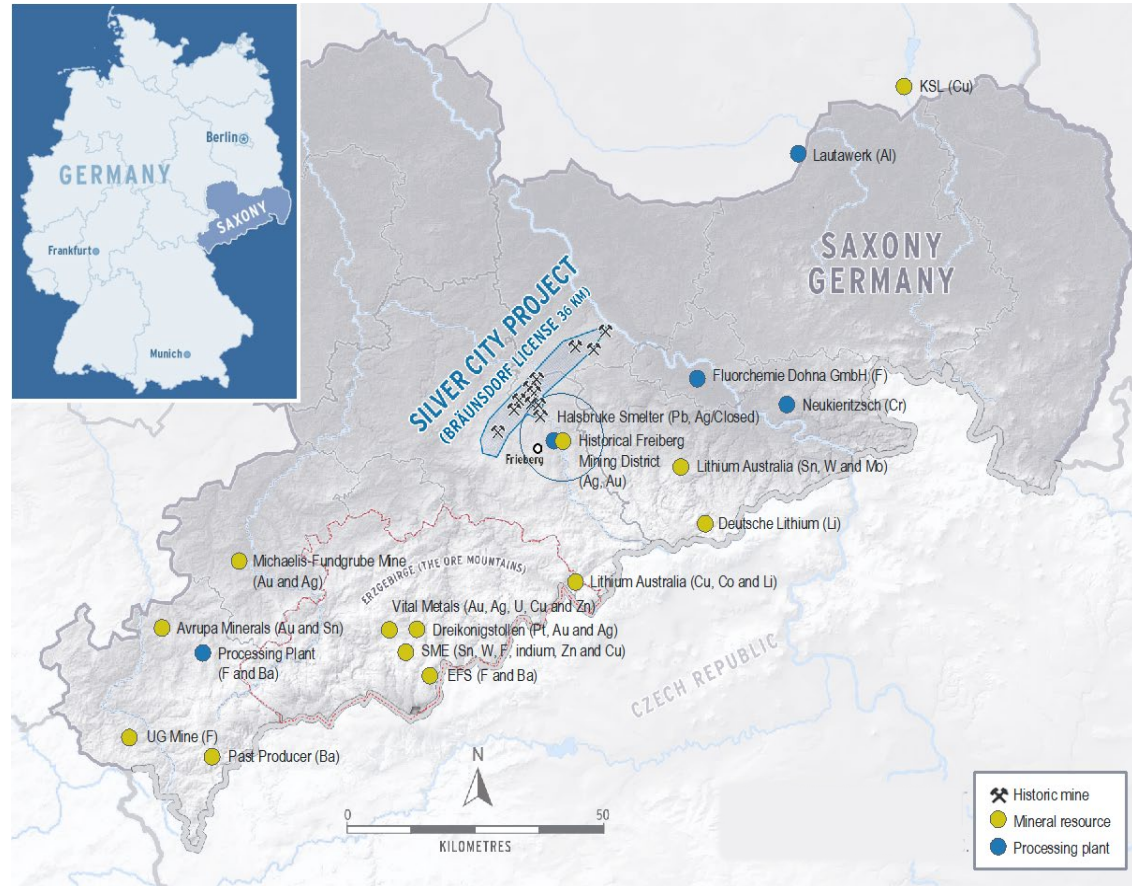 Berlin
GERMANY
SAXONY
Frankfurt
Munich
KSL (Cu)
Lautawerk (Al)
SAXONY
GERMANY
SILVER CITY PROJECT
(BRÄUNSDORF LICENSE 36 KM)
Fluorchemie Dohna GmbH (F)
Neukieritzsch (Cr)
Halsbruke Smelter (Pb, Ag/Closed)
Frieberg
Historical Freiberg
Mining District
(Ag, Au)
Lithium Australia (Sn, W and Mo)
Deutsche Lithium (Li)
Michaelis-Fundgrube Mine
(Au and Ag)
ERZGEBIRGE (THE ORE MOUNTAINS)
Lithium Australia (Cu, Co and Li)
Vital Metals (Au, Ag, U, Cu and Zn)
Avrupa Minerals (Au and Sn)
Dreikonigstollen (Pt, Au and Ag)
Processing Plant
(F and Ba)
SME (Sn, W, F, indium, Zn and Cu)
EFS (F and Ba)
CZECH REPUBLIC
UG Mine (F)
Past Producer (Ba)
N
0 50
KILOMETRES
Historic mine
Mineral resource
Processing plant